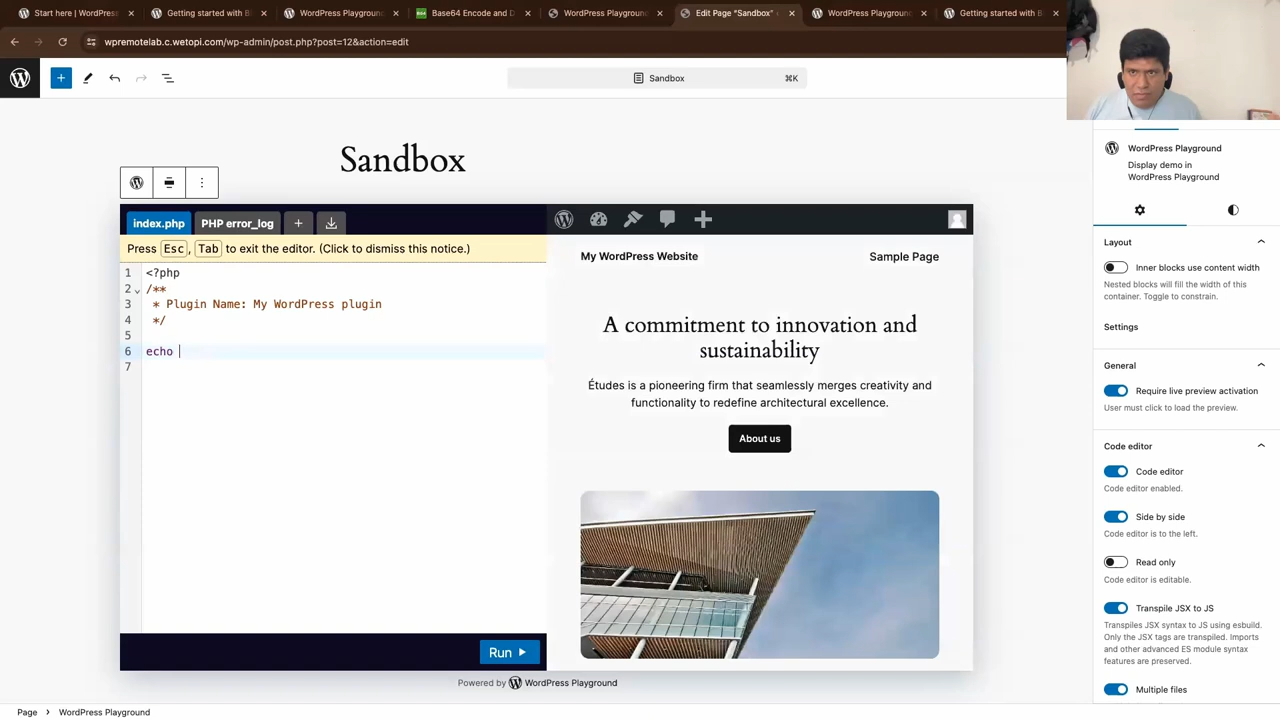 Start here | WordPress
Getting started with B
WordPress Playground
Base64 Encode and D
WordPress Playground
Edit Page "Sandbox"
WordPress Playground
Getting started with B
wpremotelab.c.wetopi.com/wp-admin/post.php?post=12&action=edit
Sandbox
⌘K
Sandbox
WordPress Playground
Display demo in
WordPress Playground
index.php
PHP error_log
Press Esc, Tab to exit the editor. (Click to dismiss this notice.)
1 <?php
2 /**
3 * Plugin Name: My WordPress plugin
4 */
5
6 echo
7
Run
My WordPress Website
Sample Page
A commitment to innovation and
sustainability
Études is a pioneering firm that seamlessly merges creativity and
functionality to redefine architectural excellence.
About us
Powered by WordPress Playground
Layout
Inner blocks use content width
Nested blocks will fill the width of this
container. Toggle to constrain.
Settings
General
Require live preview activation
User must click to load the preview.
Code editor
Code editor
Code editor enabled.
Side by side
Code editor is to the left.
Read only
Code editor is editable.
Transpile JSX to JS
Transpiles JSX syntax to JS using esbuild.
Only the JSX tags are transpiled. Imports
and other advanced ES module syntax
features are preserved.
Multiple files
Page > WordPress Playground